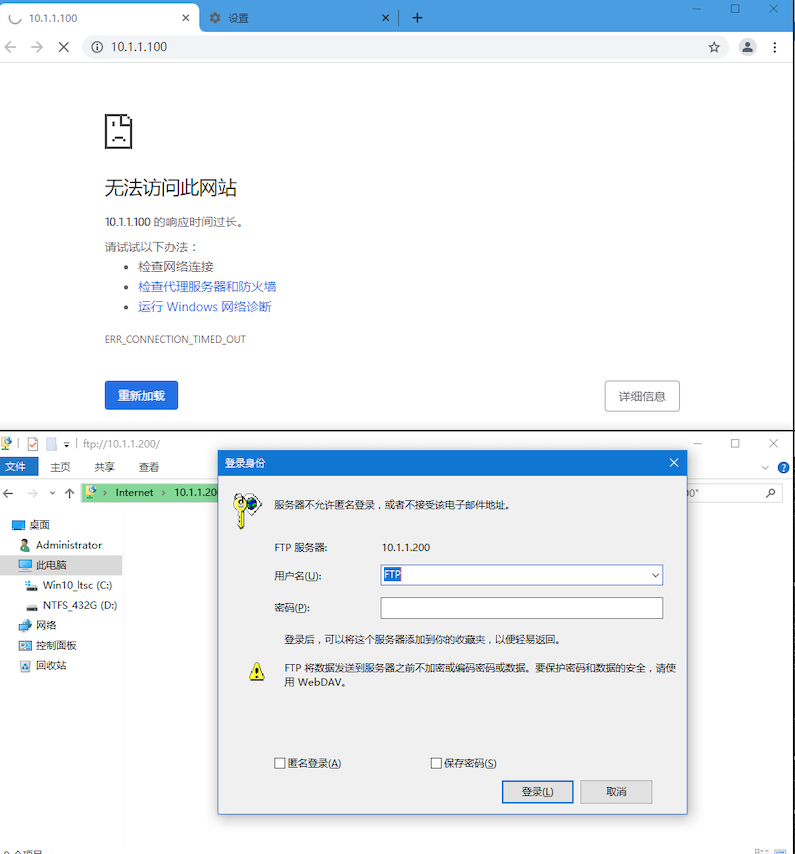 10.1.1.100
设置
10.1.1.100
无法访问此网站
10.1.1.100 的响应时间过长。
请试试以下办法：
检查网络连接
检查代理服务器和防火墙
运行 Windows 网络诊断
ERR_CONNECTION_TIMED_OUT
重新加载
详细信息
ftp://10.1.1.200/
文件 主页 共享 查看
Internet 10.1.1.20
桌面
Administrator
此电脑
Win10_ltsc (C:)
NTFS_432G (D:)
网络
控制面板
回收站
登录身份
服务器不允许匿名登录，或者不接受该电子邮件地址。
FTP 服务器: 10.1.1.200
用户名(U): FTP
密码(P):
登录后，可以将这个服务器添加到你的收藏夹，以便轻易返回。
FTP 将数据发送到服务器之前不加密或编码密码或数据。要保护密码和数据的安全，请使
用 WebDAV。
匿名登录(A) 保存密码(S)
登录(L) 取消